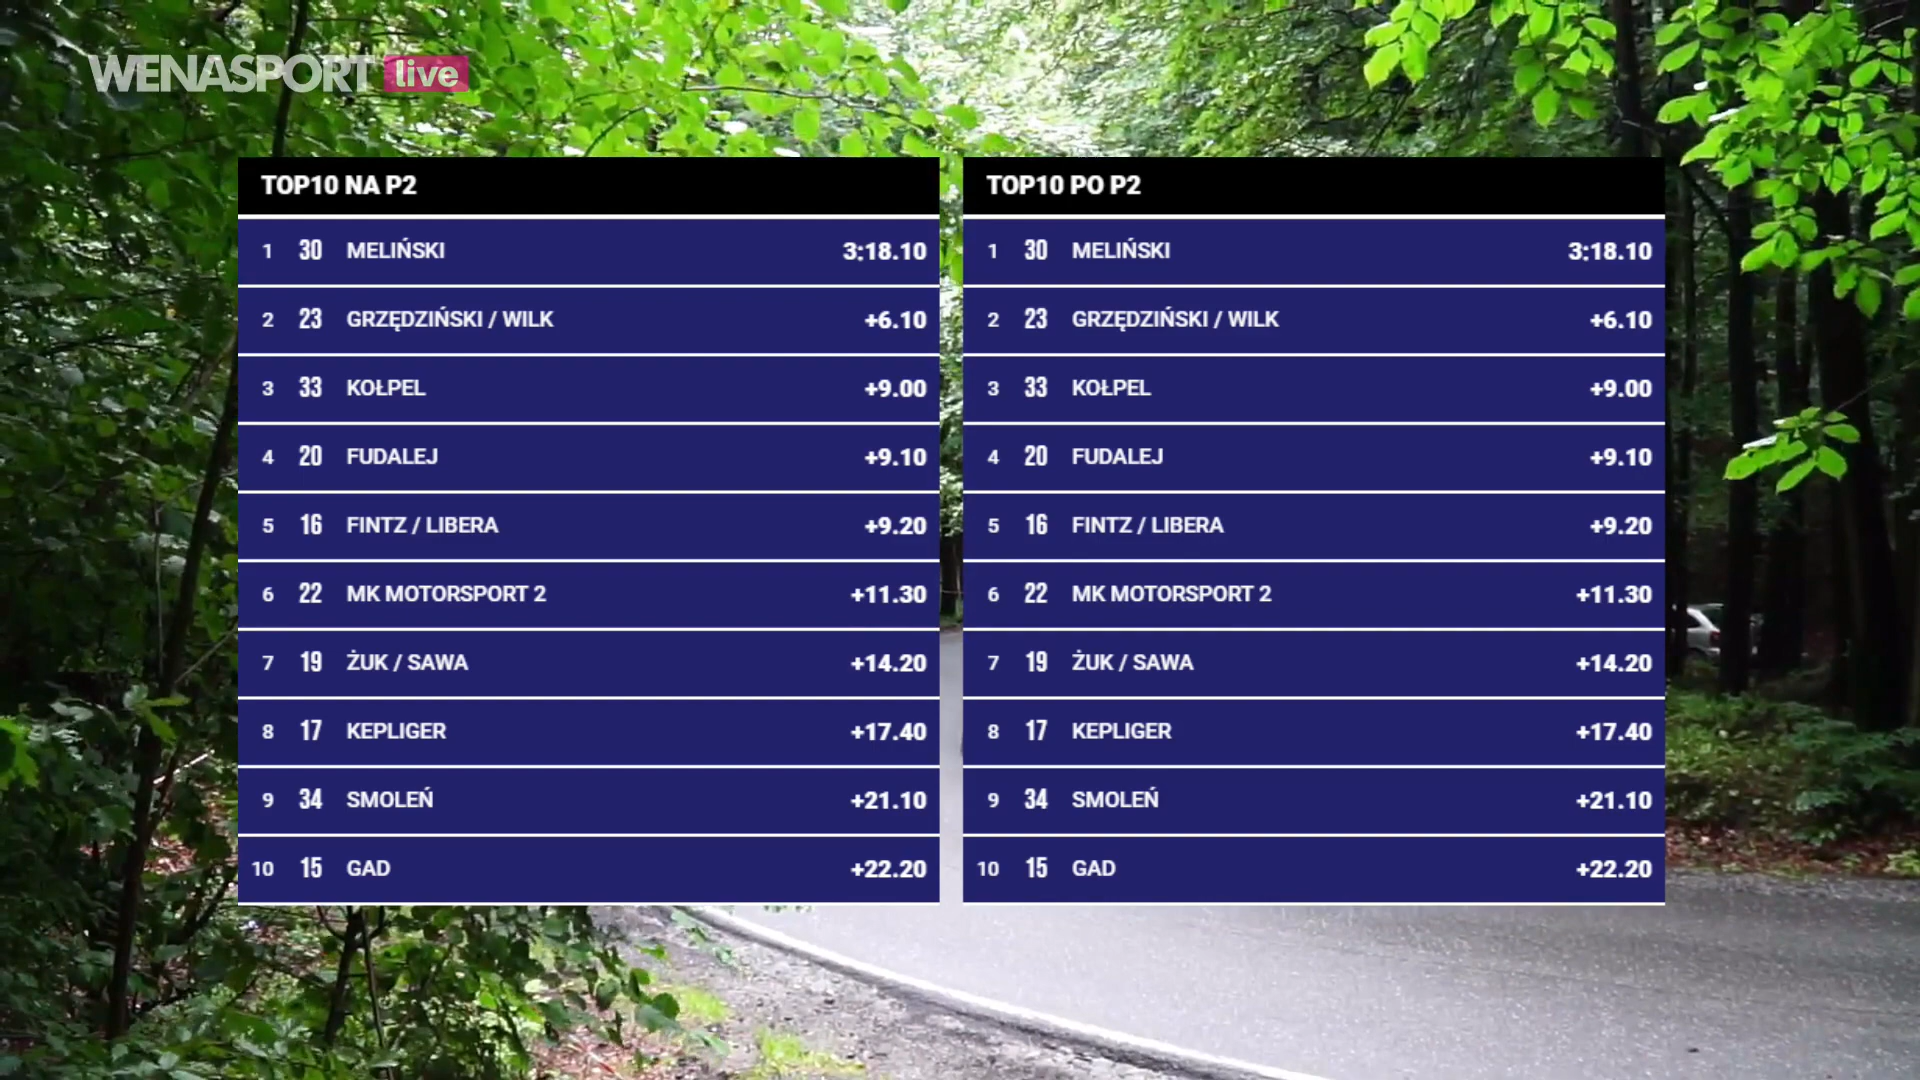 WENASPORT live
TOP10 NA P2
1 30 MELIŃSKI 3:18.10
2 23 GRZĘDZIŃSKI / WILK +6.10
3 33 KOŁPEL +9.00
4 20 FUDALEJ +9.10
5 16 FINTZ / LIBERA +9.20
6 22 MK MOTORSPORT 2 +11.30
7 19 ŻUK / SAWA +14.20
8 17 KEPLIGER +17.40
9 34 SMOLEŃ +21.10
10 15 GAD +22.20
TOP10 PO P2
1 30 MELIŃSKI 3:18.10
2 23 GRZĘDZIŃSKI / WILK +6.10
3 33 KOŁPEL +9.00
4 20 FUDALEJ +9.10
5 16 FINTZ / LIBERA +9.20
6 22 MK MOTORSPORT 2 +11.30
7 19 ŻUK / SAWA +14.20
8 17 KEPLIGER +17.40
9 34 SMOLEŃ +21.10
10 15 GAD +22.20